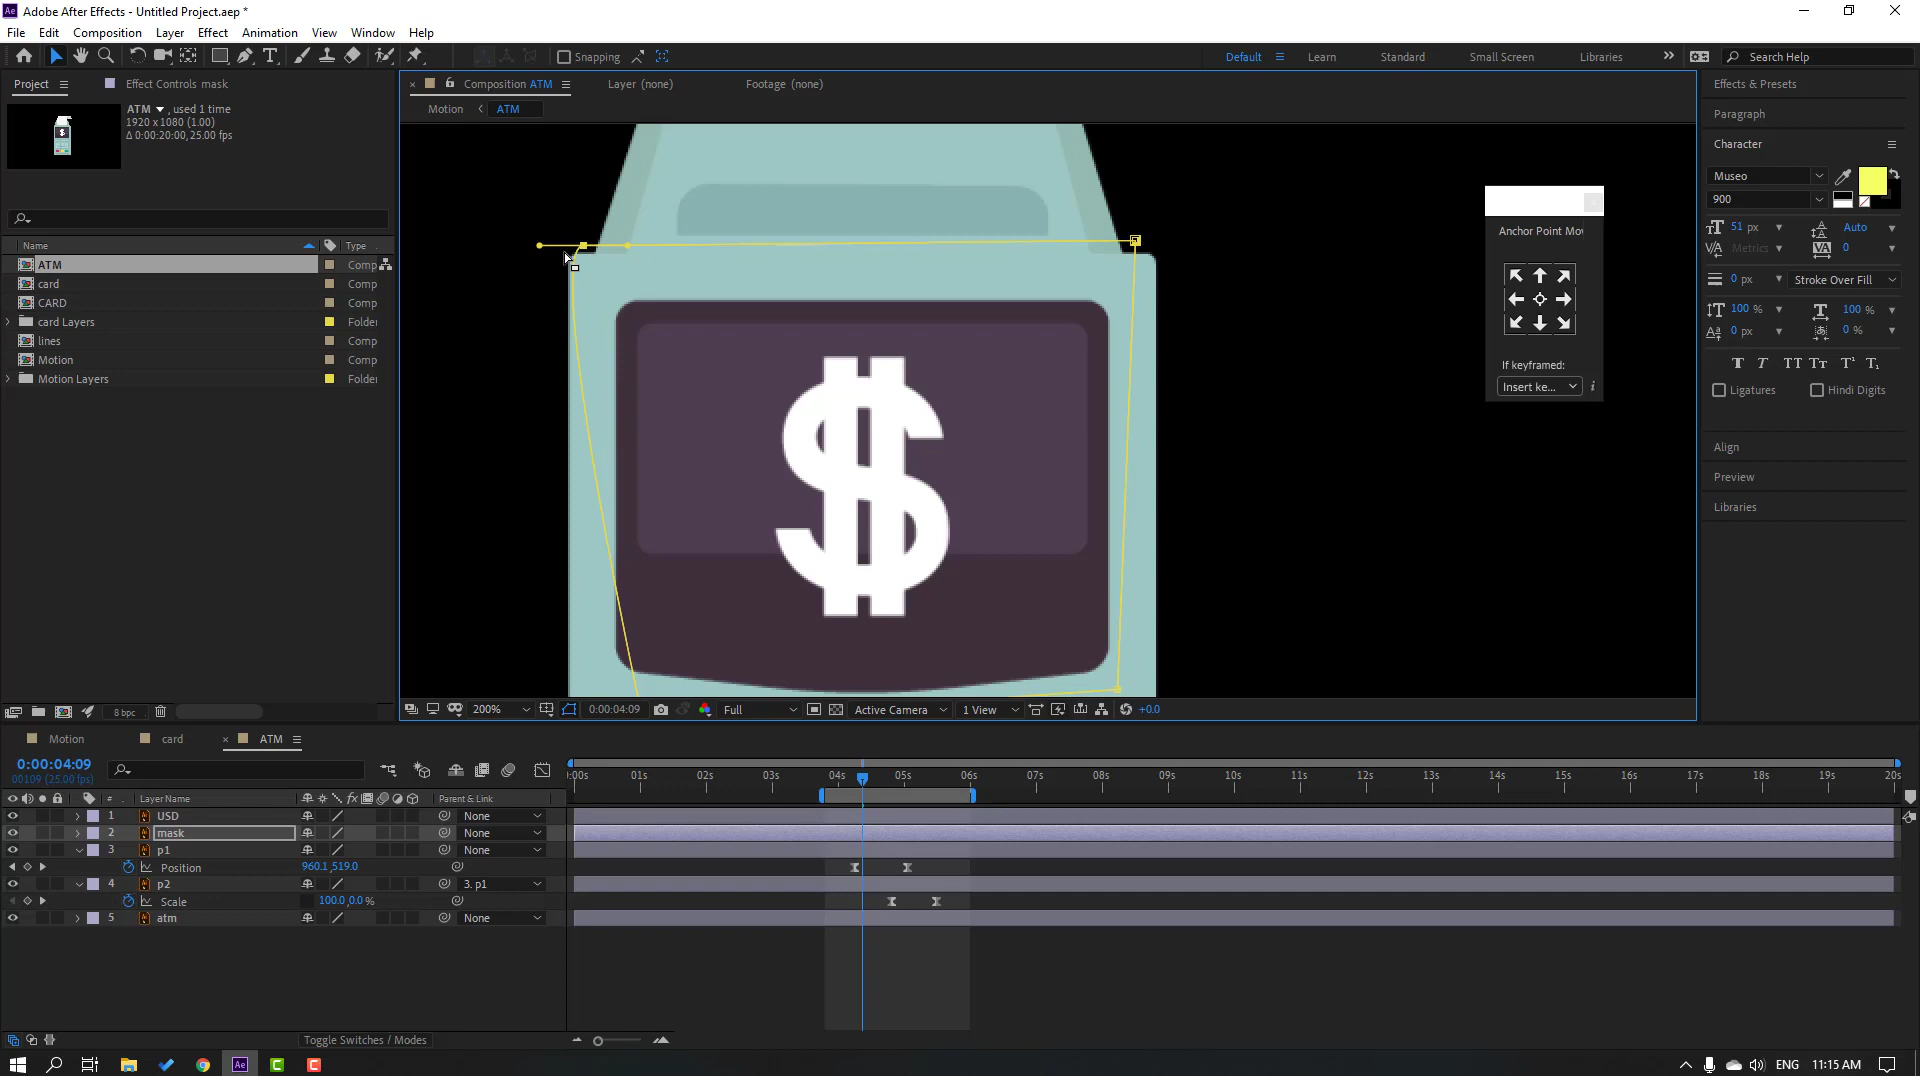 Adobe After Effects - Untitled Project.aep *
File Edit Composition Layer Effect Animation View Window Help
Snapping
Default Learn Standard Small Screen Libraries Search Help
Project Effect Controls mask
ATM , used 1 time
1920 x 1080 (1.00)
Δ 0:00:20:00, 25.00 fps
Name Type
ATM Comp
card Comp
CARD Comp
card Layers Folder
lines Comp
Motion Comp
Motion Layers Folder
8 bpc
Composition ATM Layer (none) Footage (none)
Motion ATM
$
Anchor Point Mov
If keyframed:
Insert ke...
200% 0:00:04:09 Full Active Camera 1 View +0.0
Effects & Presets
Paragraph
Character
Museo
900
51 px Auto
Metrics 0
0 px Stroke Over Fill
100 % 100 %
0 px 0 %
Ligatures Hindi Digits
Align
Preview
Libraries
Motion card ATM
0:00:04:09
00109 (25.00 fps)
:00s 01s 02s 03s 04s 05s 06s 07s 08s 09s 10s 11s 12s 13s 14s 15s 16s 17s 18s 19s 20s
# Layer Name Parent & Link
1 USD None
2 mask None
3 p1 None
Position 960.1,519.0
4 p2 3. p1
Scale 100.0,0.0 %
5 atm None
Toggle Switches / Modes
ENG 11:15 AM